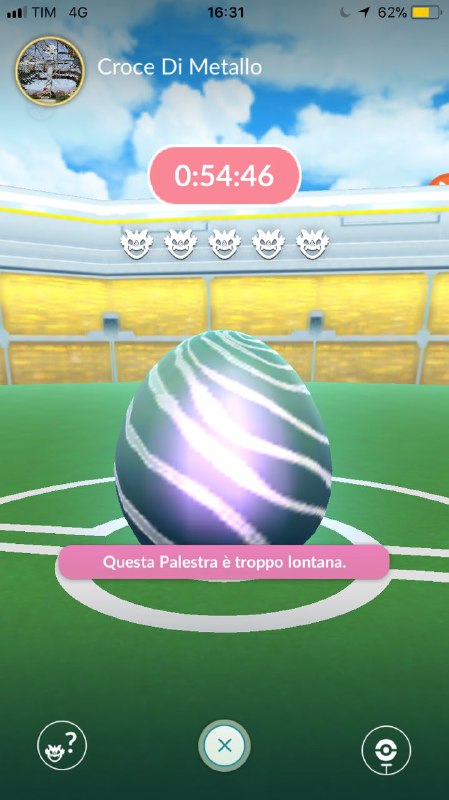 TIM 4G 16:31 62%
Croce Di Metallo
0:54:46
Questa Palestra è troppo lontana.
?